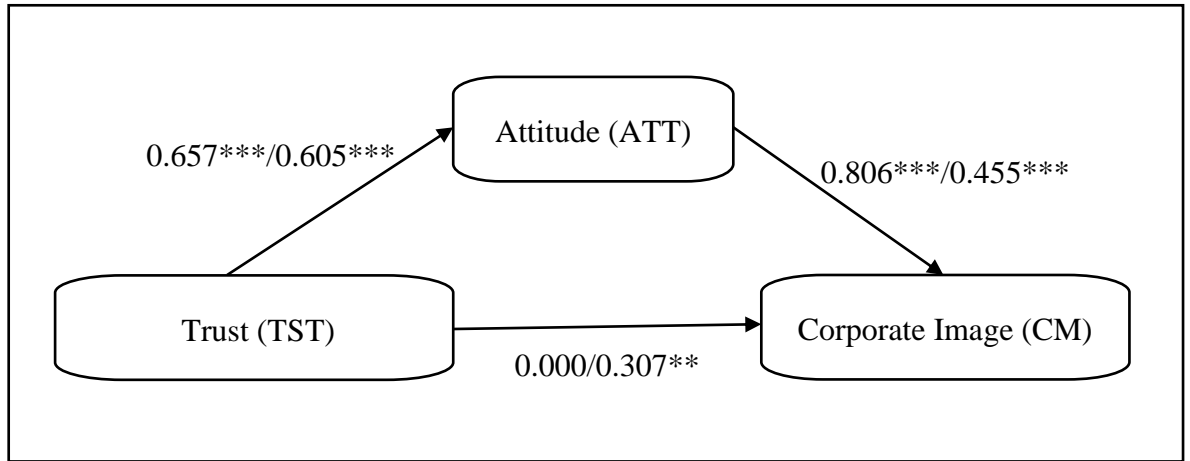 Attitude (ATT)
0.657***/0.605***
0.806***/0.455***
Trust (TST)
Corporate Image (CM)
0.000/0.307**